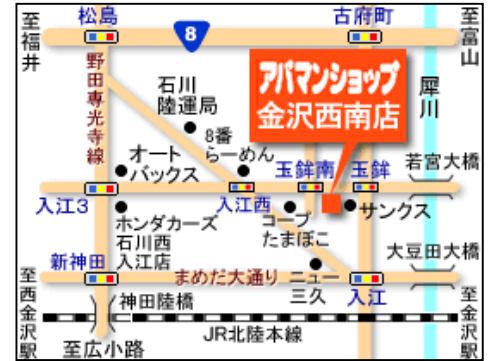 至福井
松島
8
古府町
至富山
野田専光寺線
石川
陸運局
アパマンショップ
金沢西南店
犀川
8番
らーめん
オート
バックス
玉鉾南
玉鉾
若宮大橋
入江3
入江西
サンクス
ホンダカーズ
石川西
入江店
コープ
たまぼこ
大豆田大橋
新神田
まめだ大通り
ニュー
三久
入江
至西金沢駅
神田陸橋
至金沢駅
JR北陸本線
至広小路